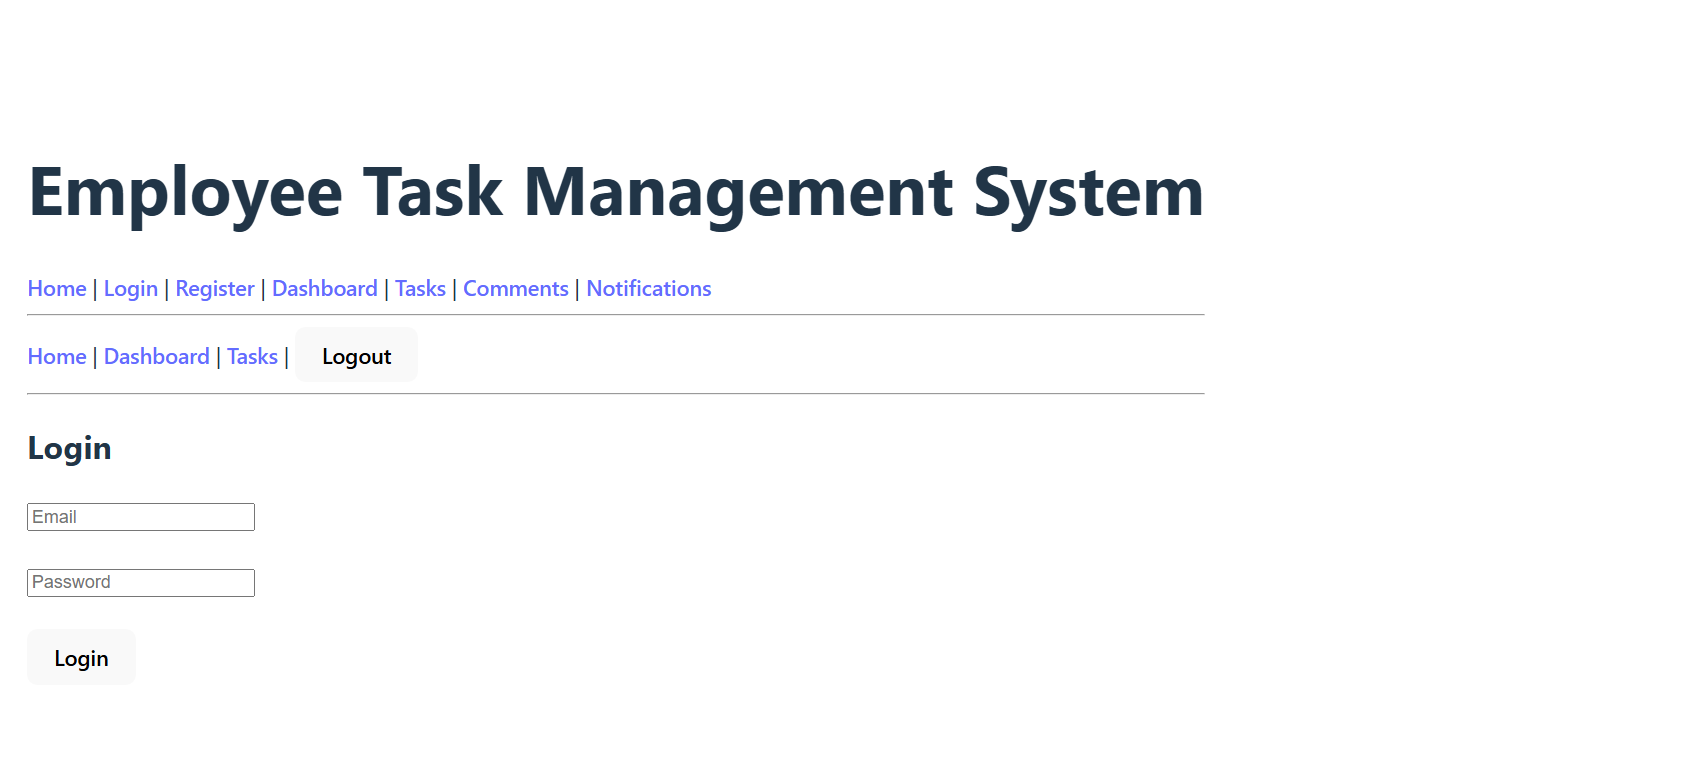 Employee Task Management System
Home | Login | Register | Dashboard | Tasks | Comments | Notifications
Home | Dashboard | Tasks | Logout
Login
Email
Password
Login